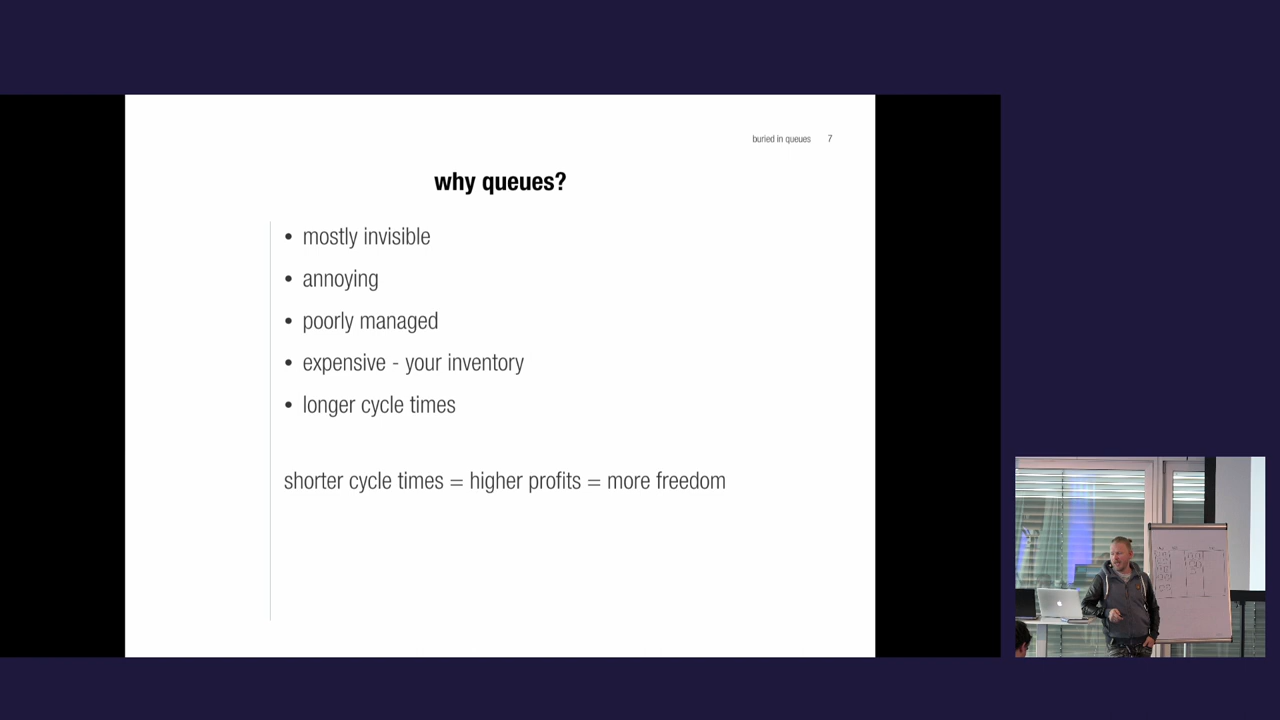 buried in queues 7
why queues?
• mostly invisible
• annoying
• poorly managed
• expensive - your inventory
• longer cycle times
shorter cycle times = higher profits = more freedom